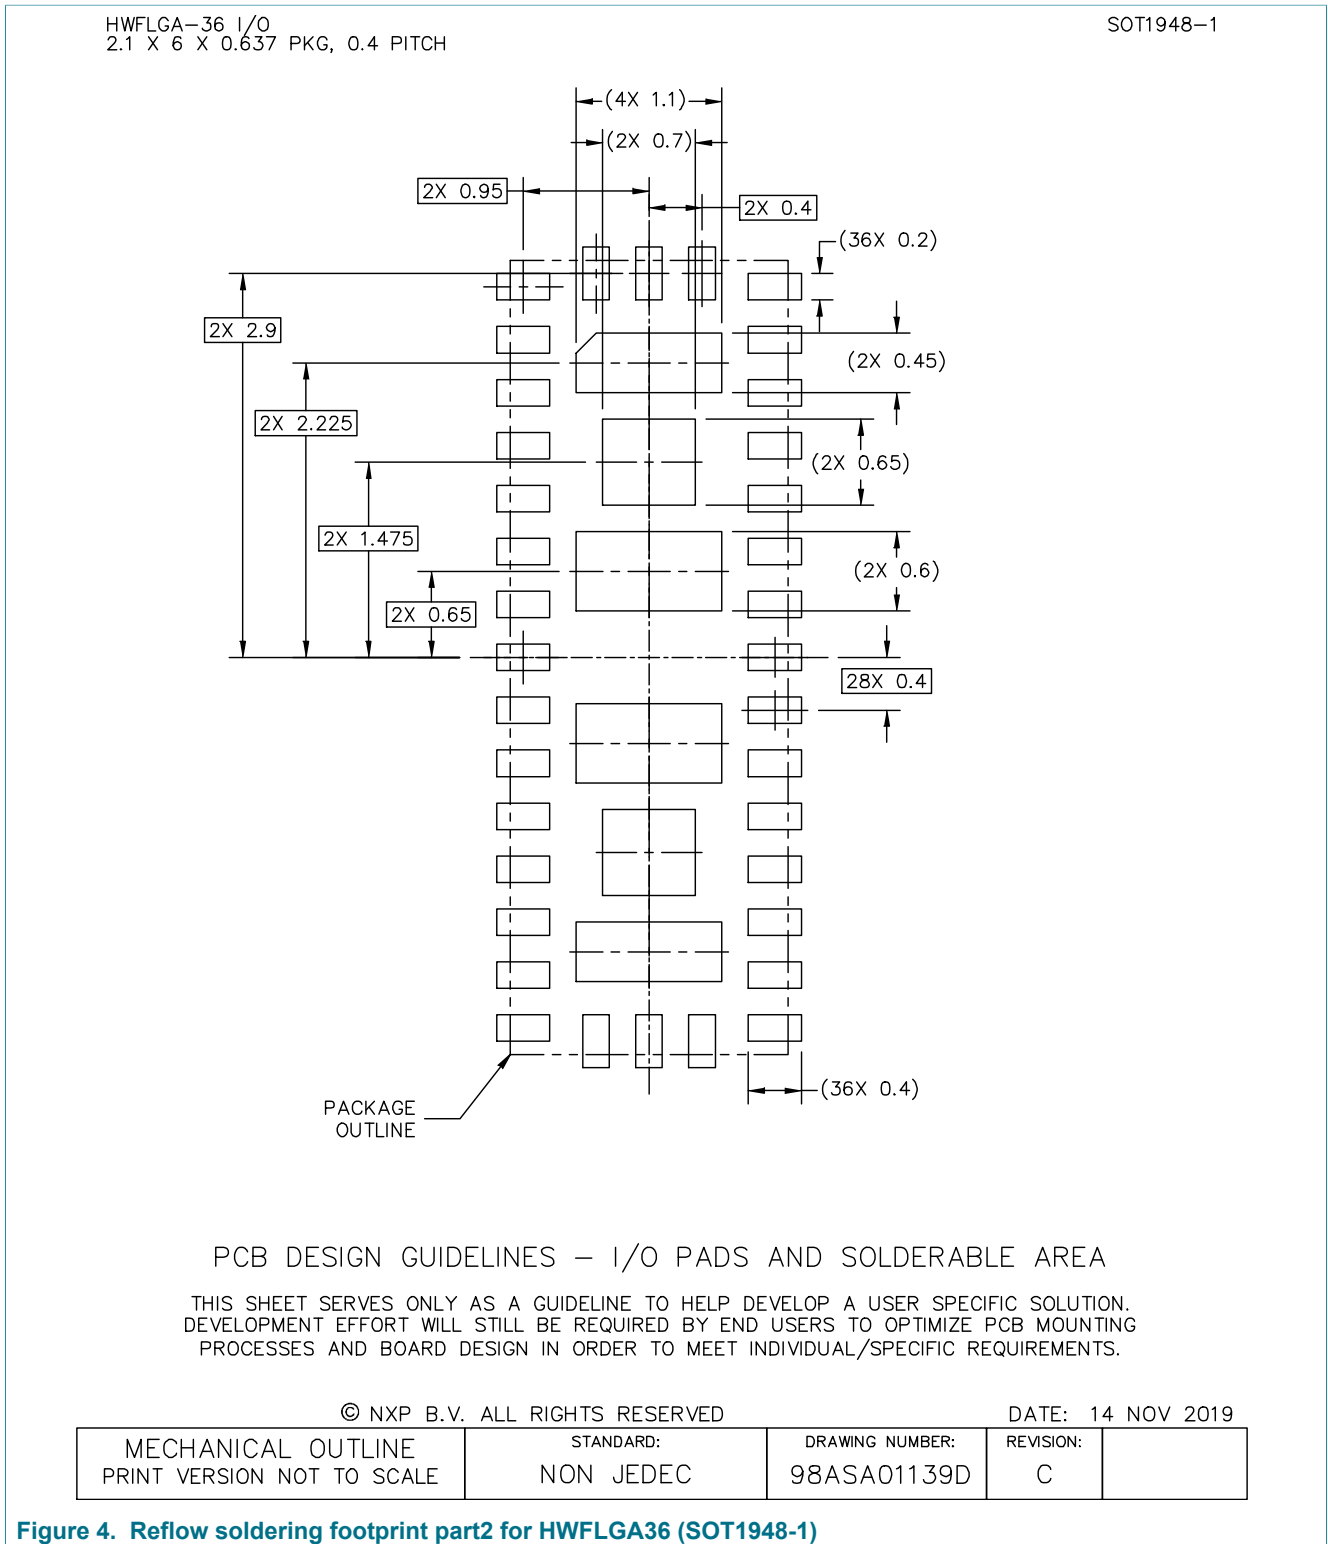 HWFLGA-36 I/O
2.1 X 6 X 0.637 PKG, 0.4 PITCH
SOT1948-1
(4X 1.1)
(2X 0.7)
2X 0.95
2X 0.4
(36X 0.2)
2X 2.9
(2X 0.45)
2X 2.225
(2X 0.65)
2X 1.475
(2X 0.6)
2X 0.65
28X 0.4
(36X 0.4)
PACKAGE
OUTLINE
PCB DESIGN GUIDELINES – I/O PADS AND SOLDERABLE AREA
THIS SHEET SERVES ONLY AS A GUIDELINE TO HELP DEVELOP A USER SPECIFIC SOLUTION.
DEVELOPMENT EFFORT WILL STILL BE REQUIRED BY END USERS TO OPTIMIZE PCB MOUNTING
PROCESSES AND BOARD DESIGN IN ORDER TO MEET INDIVIDUAL/SPECIFIC REQUIREMENTS.
© NXP B.V. ALL RIGHTS RESERVED
DATE: 14 NOV 2019
MECHANICAL OUTLINE
PRINT VERSION NOT TO SCALE
STANDARD:
NON JEDEC
DRAWING NUMBER:
98ASA01139D
REVISION:
C
Figure 4. Reflow soldering footprint part2 for HWFLGA36 (SOT1948-1)